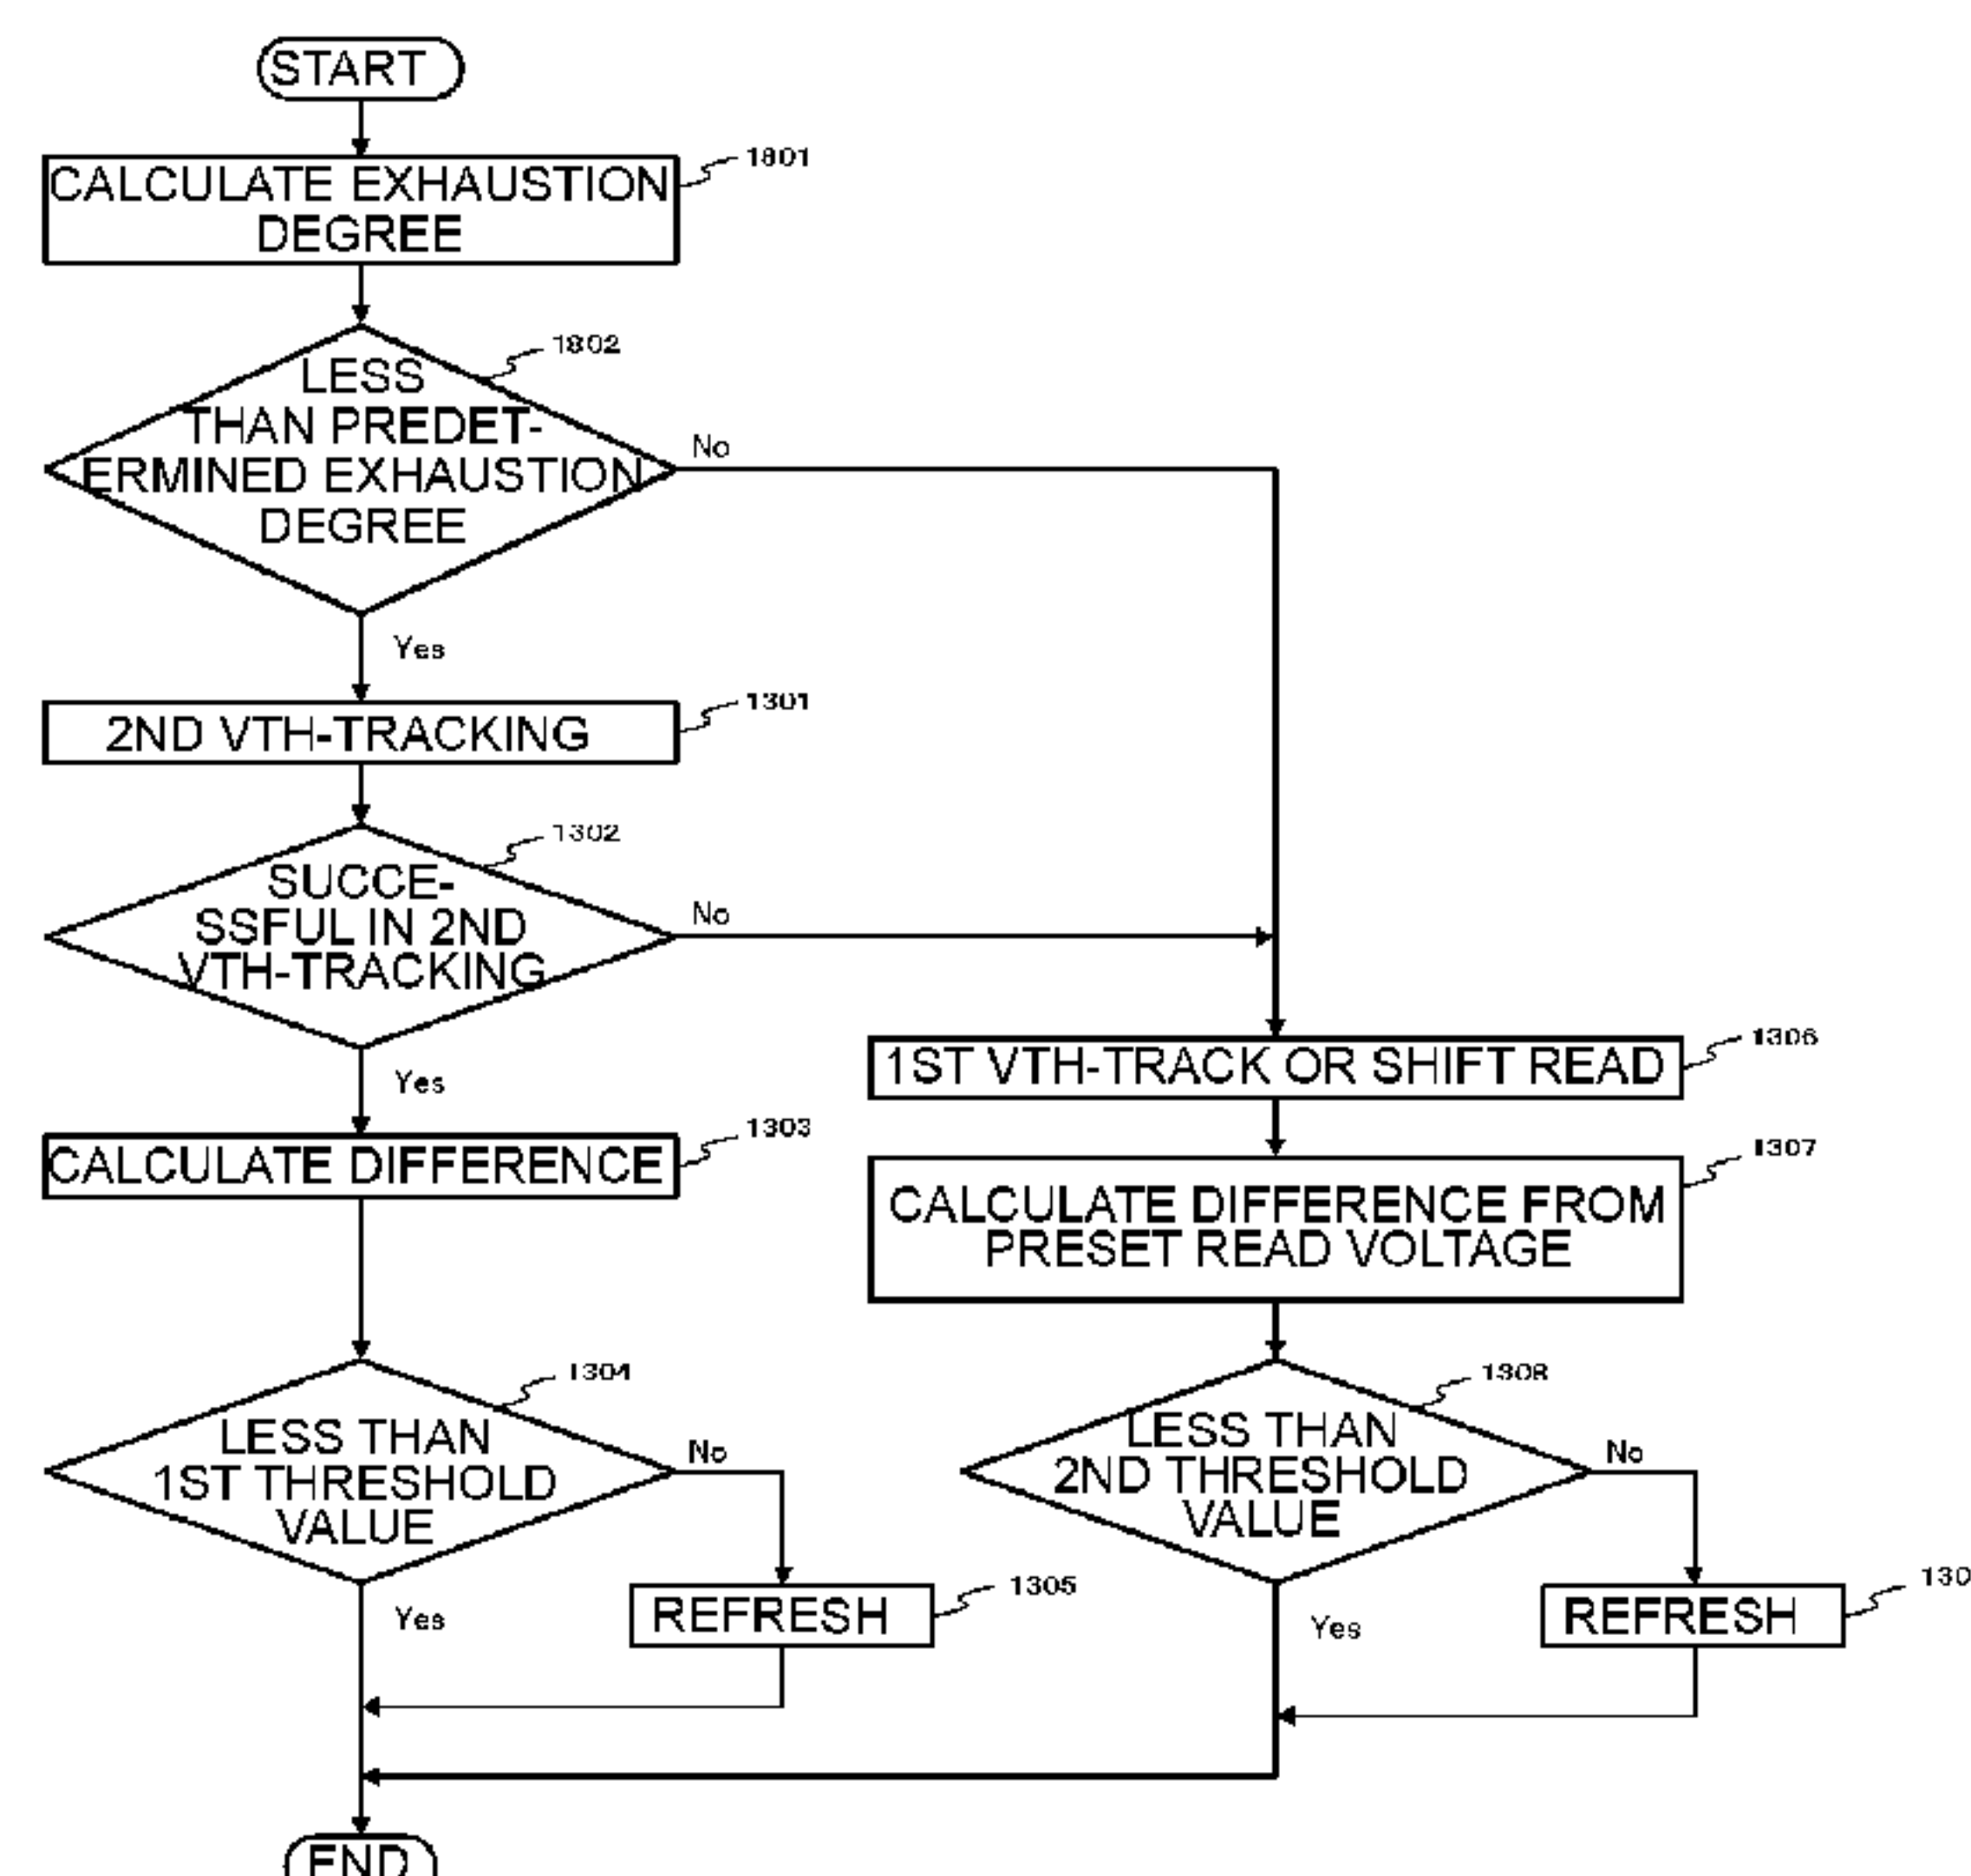 START
1801
CALCULATE EXHAUSTION
DEGREE
1802
LESS
THAN PREDET-
ERMINED EXHAUSTION
DEGREE
No
Yes
1301
2ND VTH-TRACKING
1302
SUCCE-
SSFUL IN 2ND
VTH-TRACKING
No
Yes
1306
1ST VTH-TRACK OR SHIFT READ
1303
CALCULATE DIFFERENCE
1307
CALCULATE DIFFERENCE FROM
PRESET READ VOLTAGE
1304
LESS THAN
1ST THRESHOLD
VALUE
No
Yes
1305
REFRESH
1308
LESS THAN
2ND THRESHOLD
VALUE
No
Yes
130
REFRESH
END